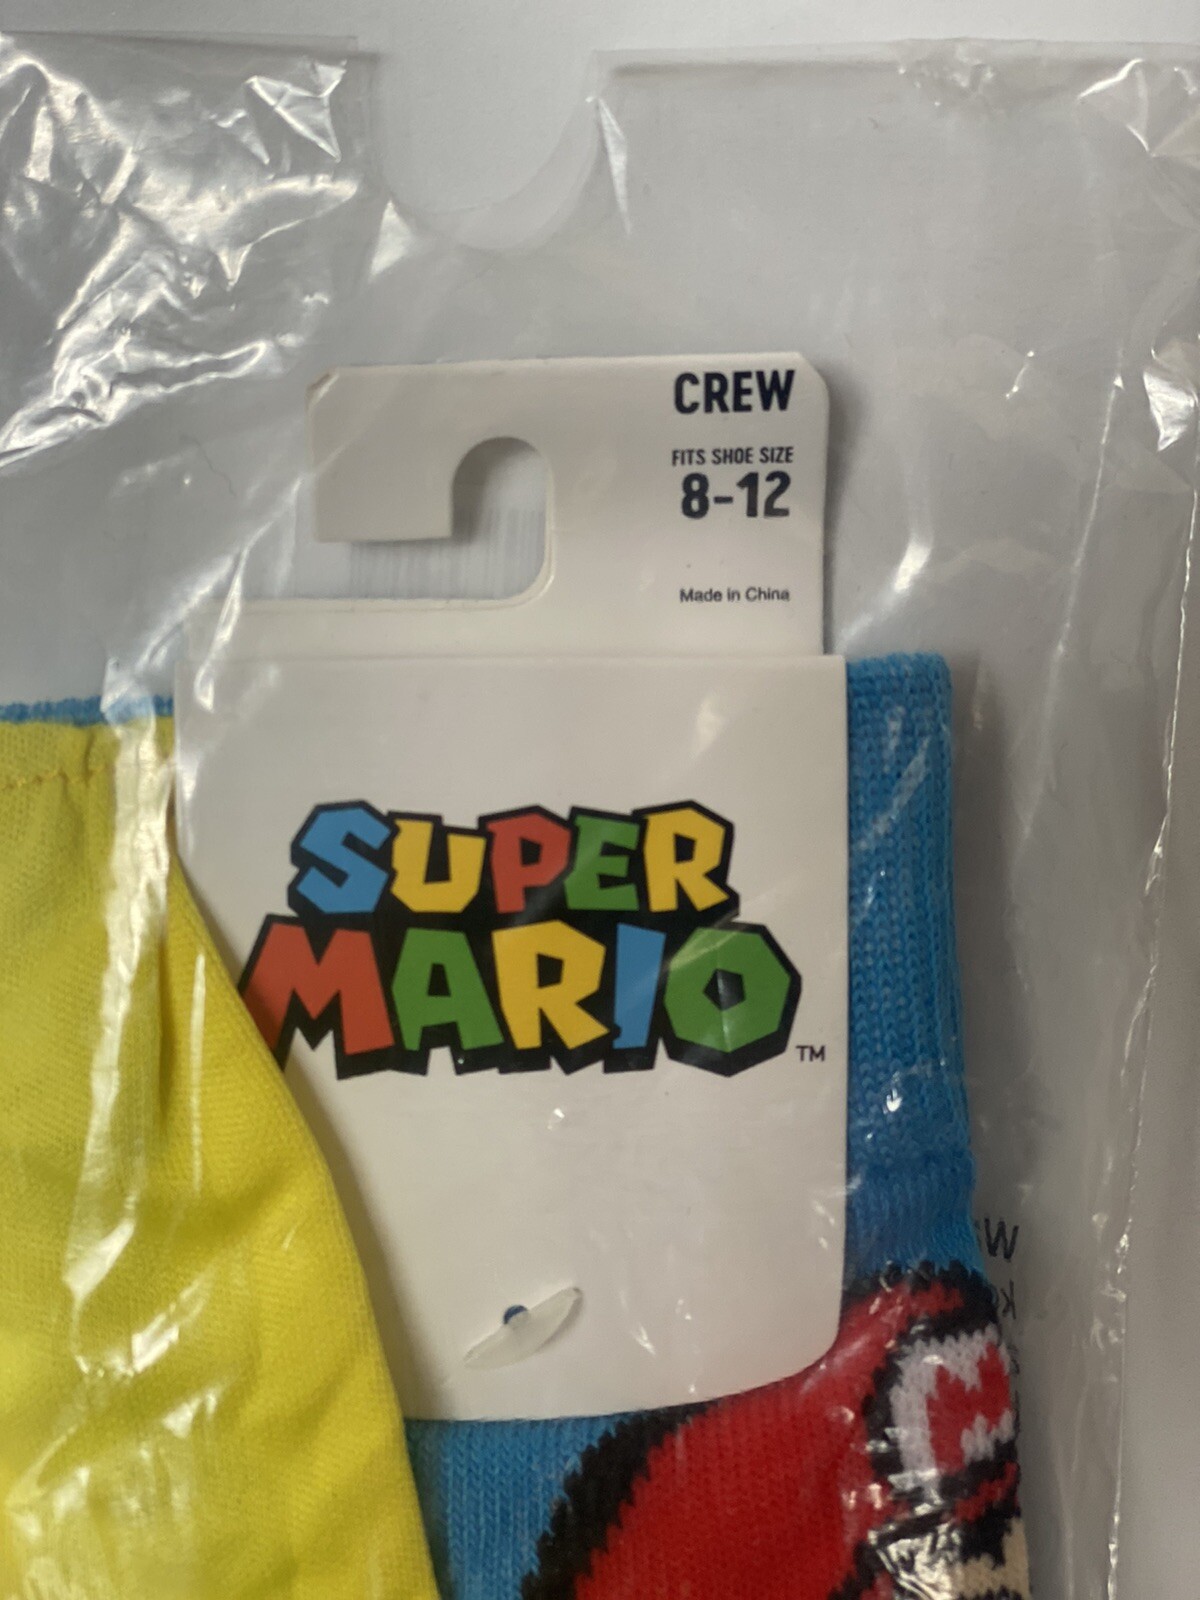 CREW
FITS SHOE SIZE
8-12
Made in China
SUPER
MARIO
TM
M